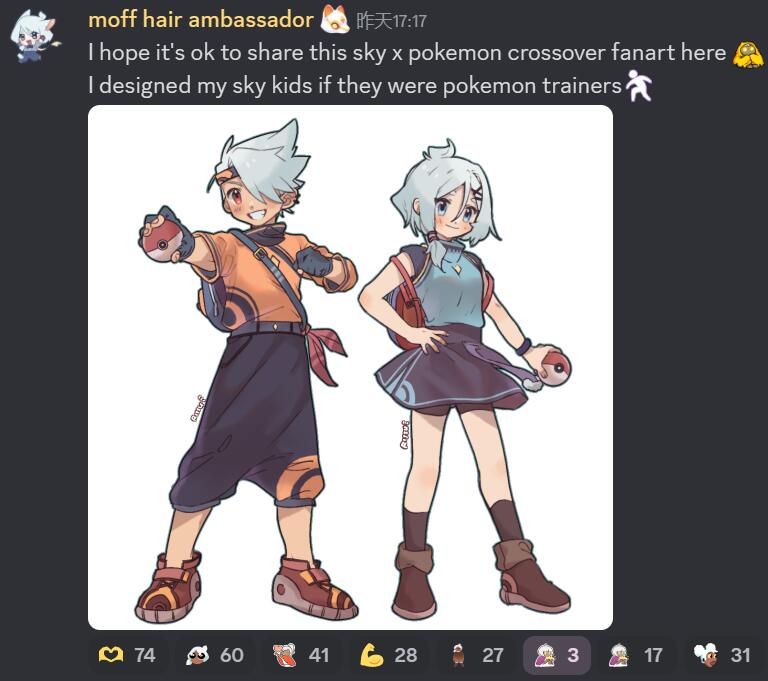 moff hair ambassador 昨天17:17
I hope it's ok to share this sky x pokemon crossover fanart here
I designed my sky kids if they were pokemon trainers
74 60 41 28 27 3 17 31